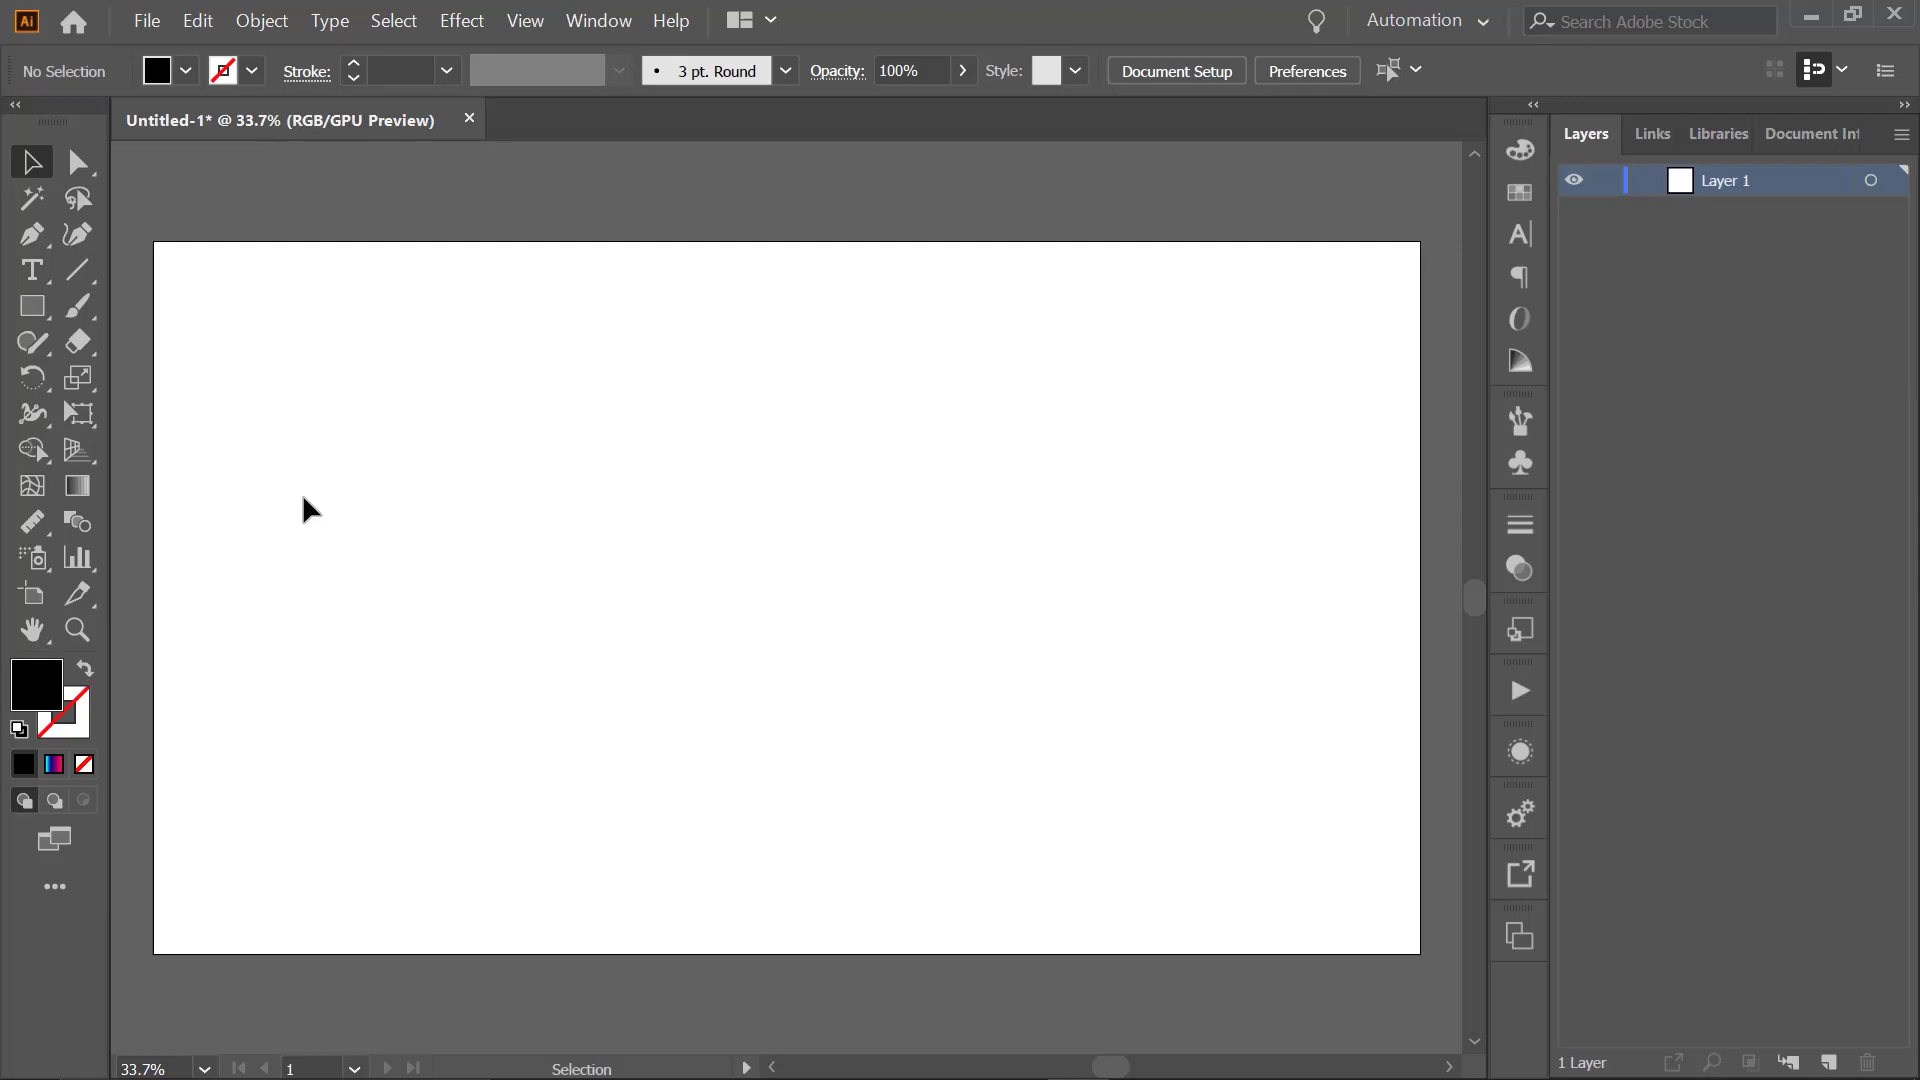 Ai File Edit Object Type Select Effect View Window Help Automation Search Adobe Stock
No Selection Stroke: 3 pt. Round Opacity: 100% Style: Document Setup Preferences
Untitled-1* @ 33.7% (RGB/GPU Preview)
Layers Links Libraries Document Inf
Layer 1
33.7% 1 Selection
1 Layer